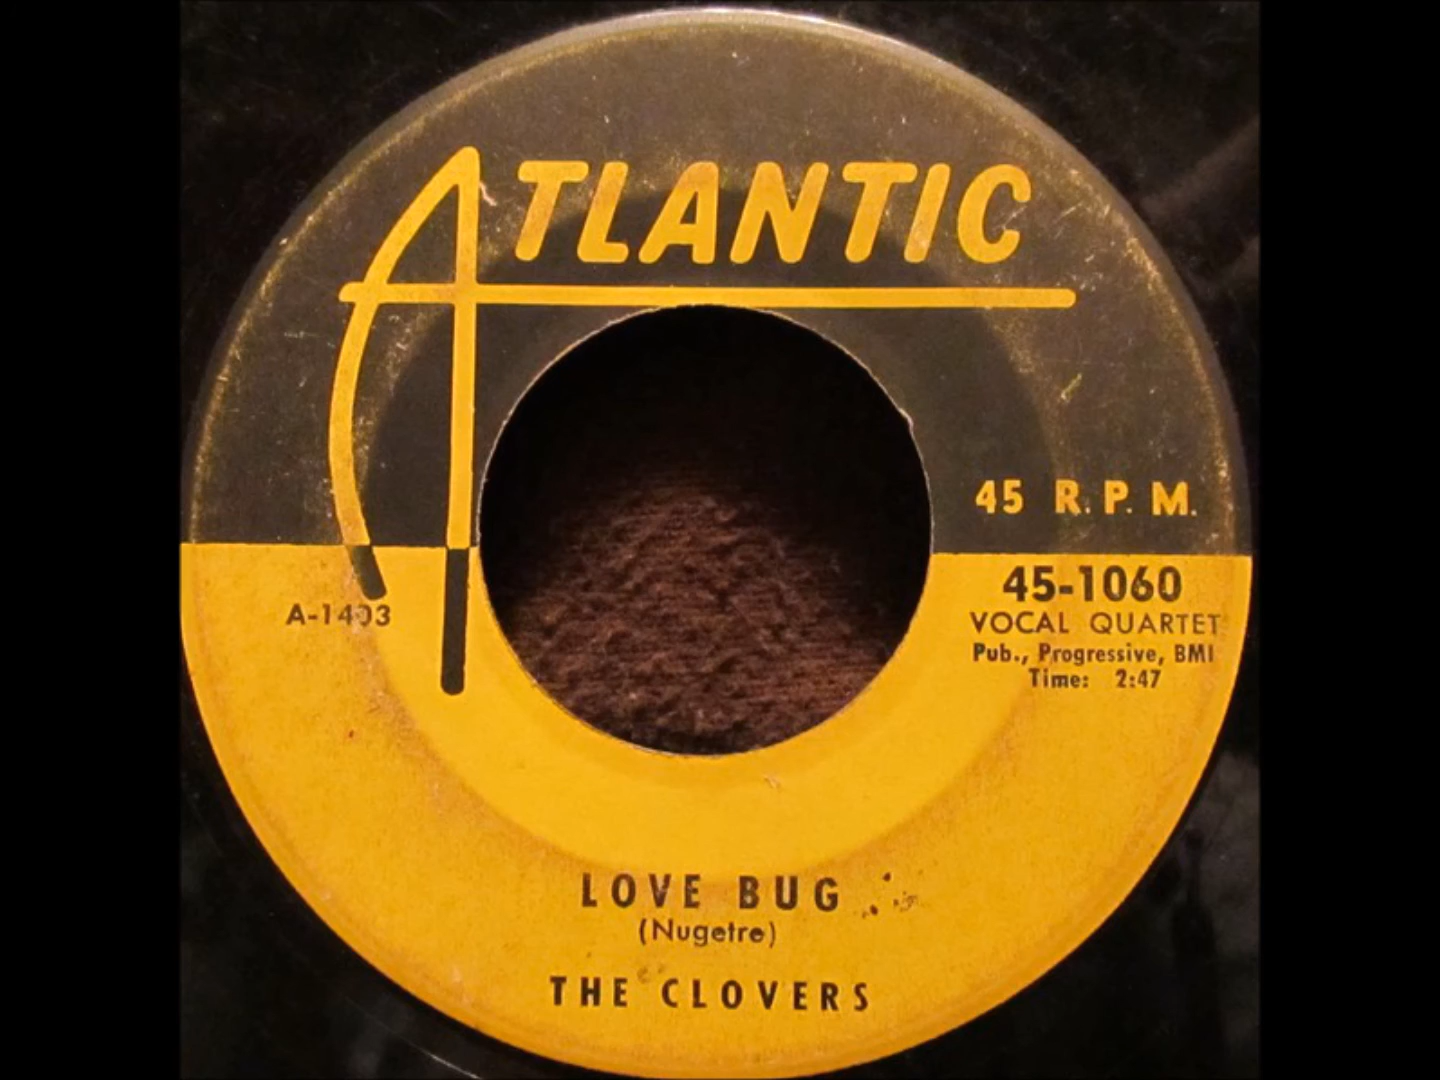 ATLANTIC
45 R.P.M.
45-1060
A-1403
VOCAL QUARTET
Pub., Progressive, BMI
Time: 2:47
LOVE BUG
(Nugetre)
THE CLOVERS